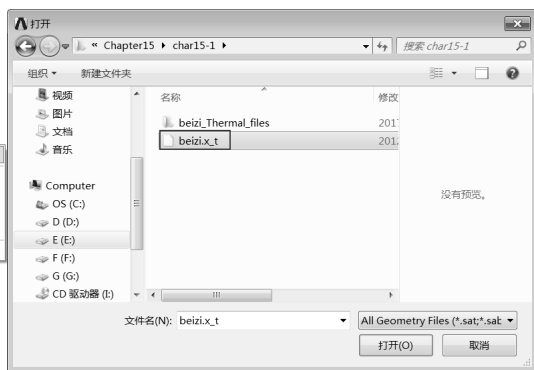 打开
« Chapter15 ▸ char15-1 ▸
搜索 char15-1
组织 新建文件夹
视频
图片
文档
音乐
Computer
OS (C:)
D (D:)
E (E:)
F (F:)
G (G:)
CD 驱动器 (I:)
名称 修改
beizi_Thermal_files 201
beizi.x_t 201
没有预览。
文件名(N): beizi.x_t
All Geometry Files (*.sat;*.sab
打开(O) 取消